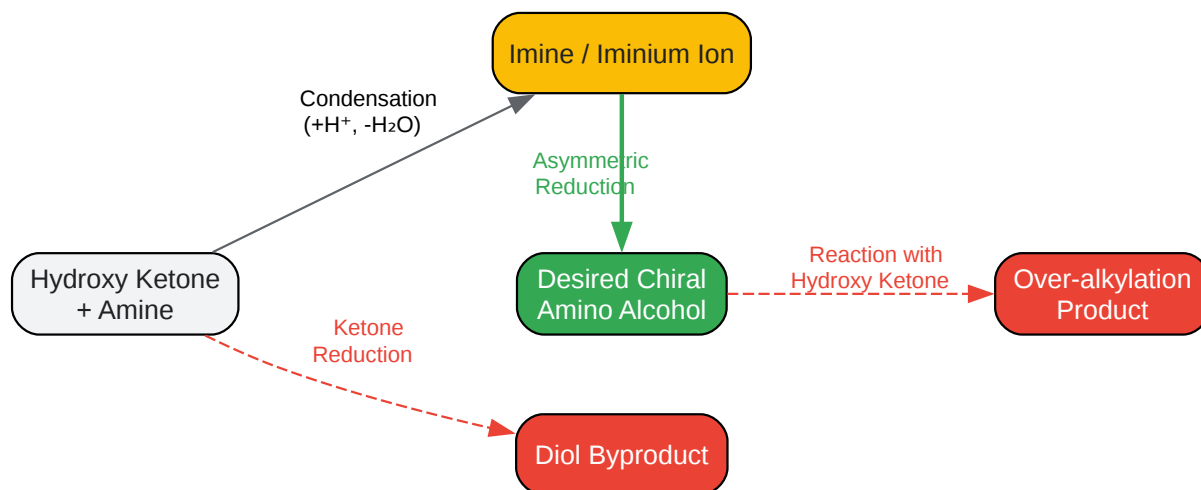 Imine / Iminium Ion
Condensation
(+H⁺, -H₂O)
Asymmetric
Reduction
Hydroxy Ketone
+ Amine
Desired Chiral
Amino Alcohol
Reaction with
Hydroxy Ketone
Over-alkylation
Product
Ketone
Reduction
Diol Byproduct